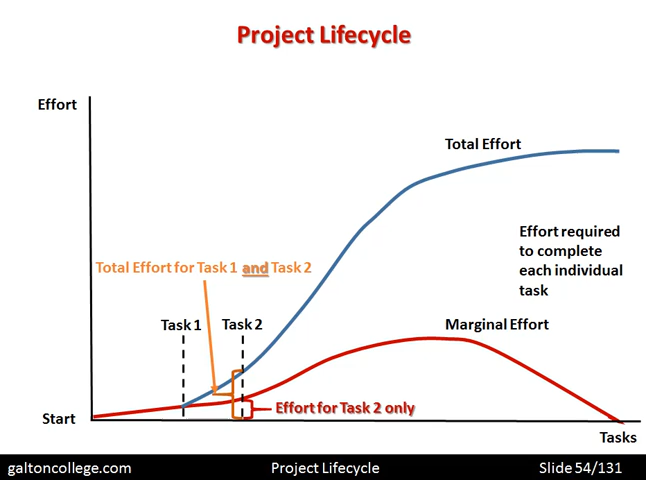 Project Lifecycle
Effort
Total Effort
Effort required
to complete
each individual
task
Total Effort for Task 1 and Task 2
Task 1
Task 2
Marginal Effort
Effort for Task 2 only
Start
Tasks
galtoncollege.com
Project Lifecycle
Slide 54/131